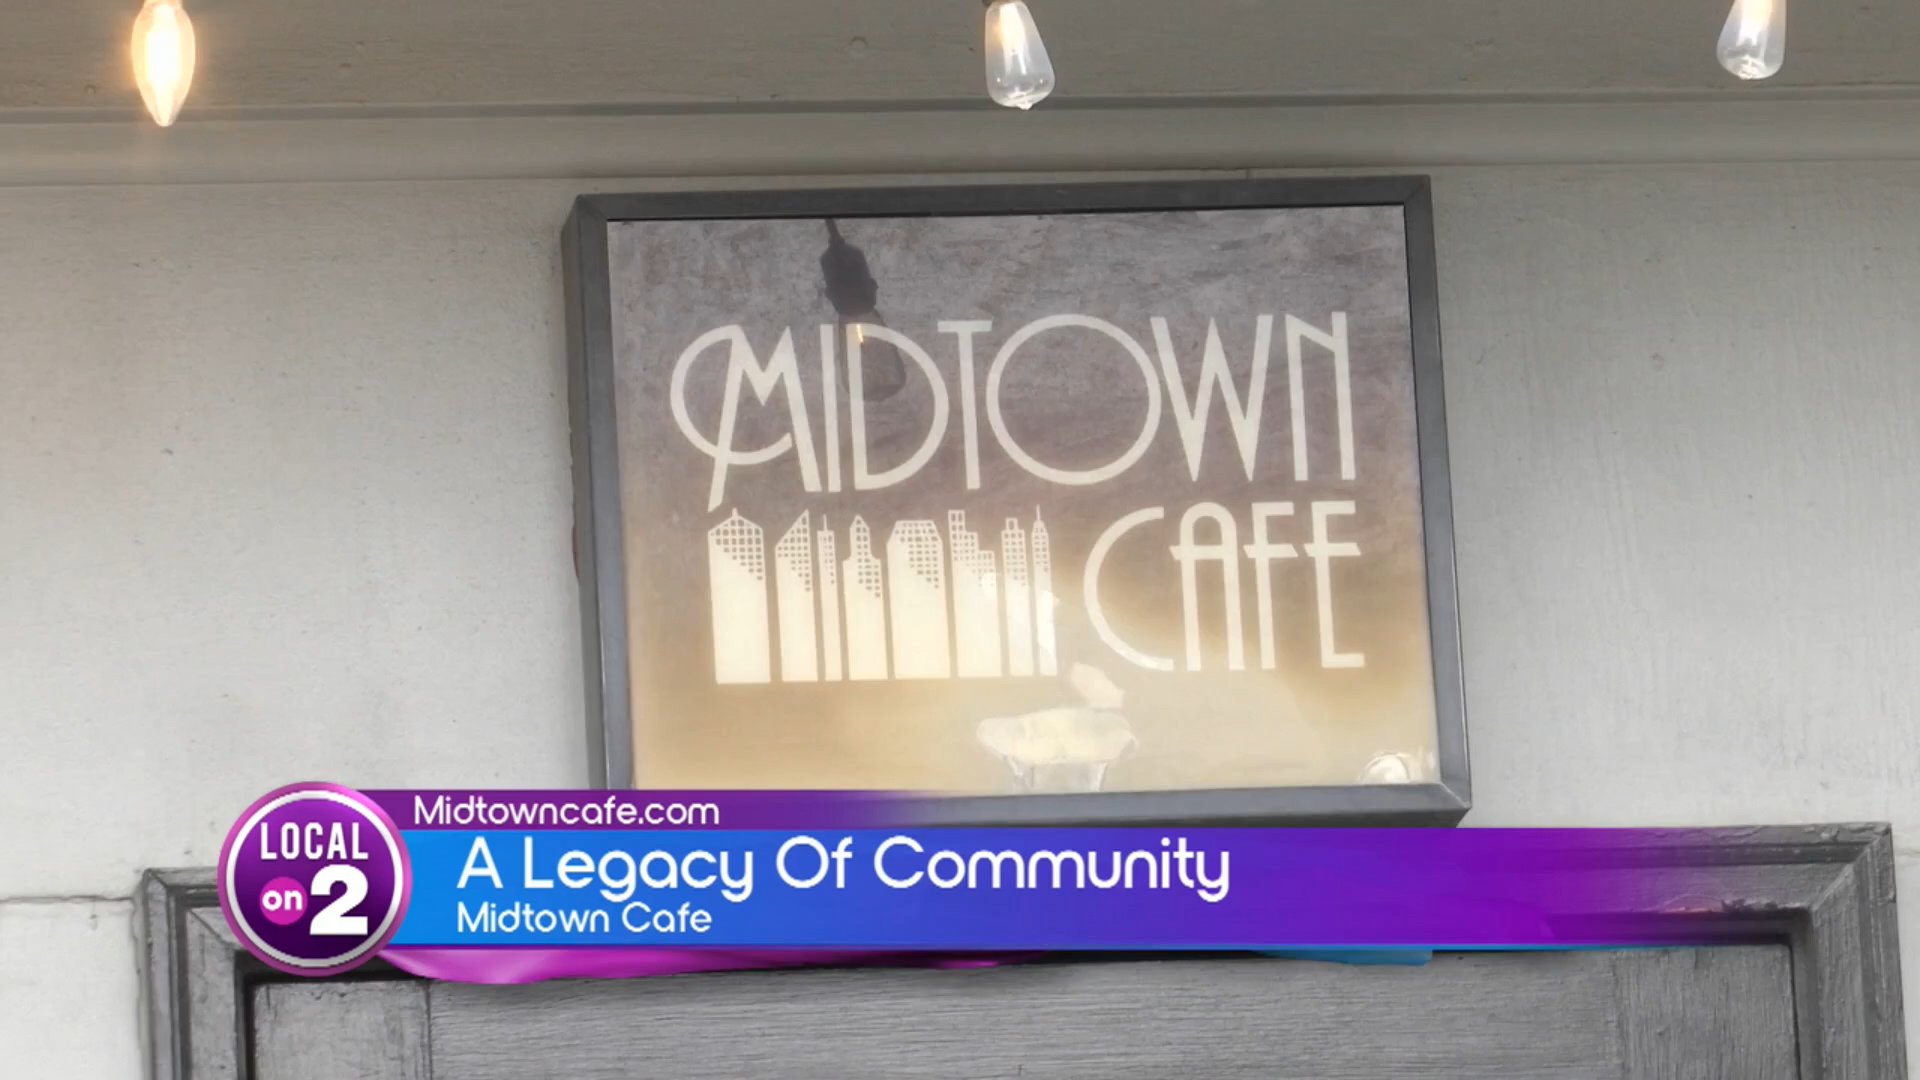 MIDTOWN
CAFE
Midtowncafe.com
LOCAL
on 2
A Legacy Of Community
Midtown Cafe